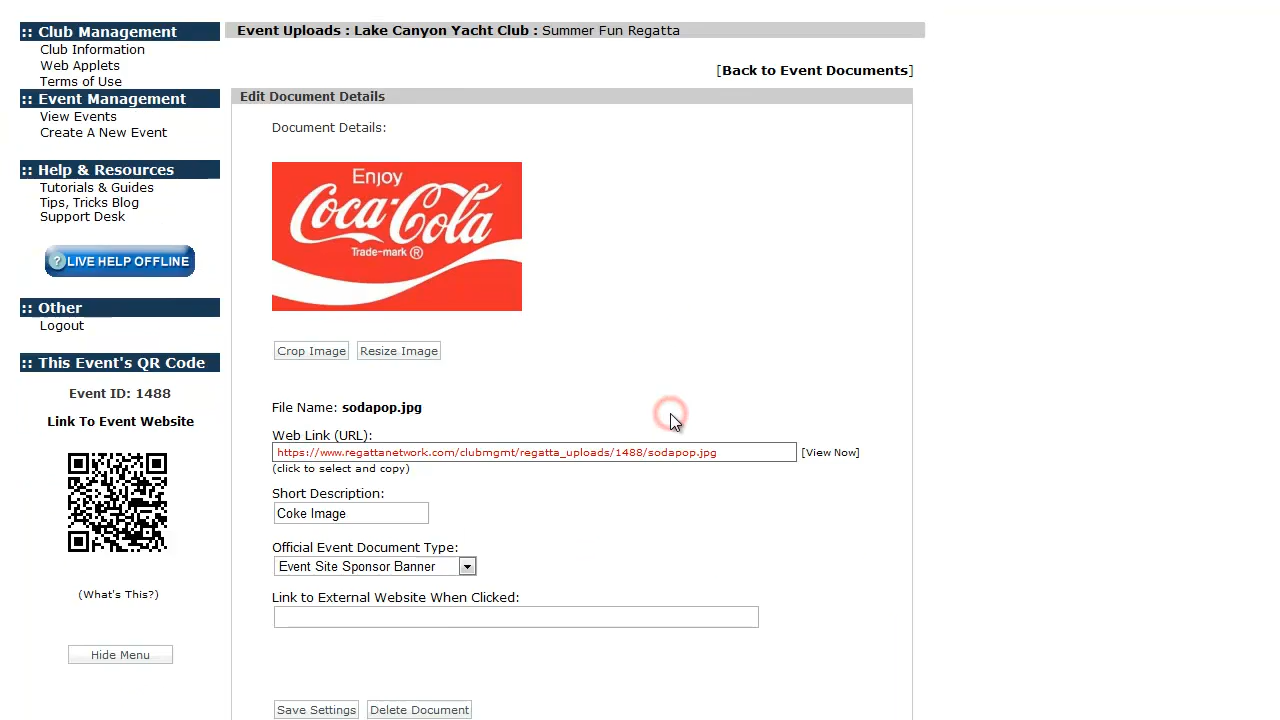 :: Club Management
Club Information
Web Applets
Terms of Use
:: Event Management
View Events
Create A New Event
:: Help & Resources
Tutorials & Guides
Tips, Tricks Blog
Support Desk
? LIVE HELP OFFLINE
:: Other
Logout
:: This Event's QR Code
Event ID: 1488
Link To Event Website
(What's This?)
Hide Menu
Event Uploads : Lake Canyon Yacht Club : Summer Fun Regatta
[Back to Event Documents]
Edit Document Details
Document Details:
Enjoy
Coca-Cola
Trade-mark ®
Crop Image Resize Image
File Name: sodapop.jpg
Web Link (URL):
https://www.regattanetwork.com/clubmgmt/regatta_uploads/1488/sodapop.jpg [View Now]
(click to select and copy)
Short Description:
Coke Image
Official Event Document Type:
Event Site Sponsor Banner
Link to External Website When Clicked:
Save Settings Delete Document